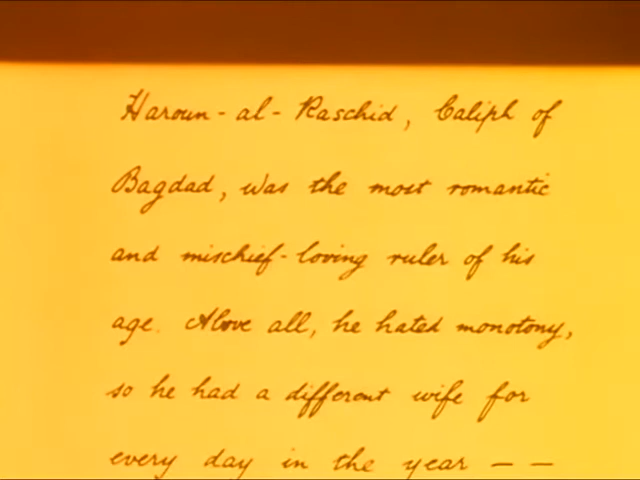 Haroun-al-Raschid, Caliph of
Bagdad, was the most romantic
and mischief-loving ruler of his
age. Above all, he hated monotony,
so he had a different wife for
every day in the year — —